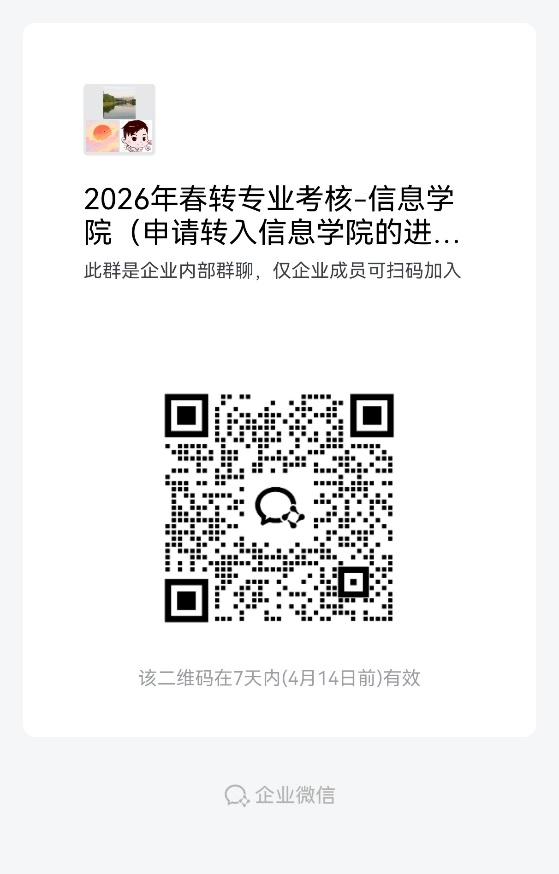 2026年春转专业考核-信息学
院（申请转入信息学院的进...
此群是企业内部群聊，仅企业成员可扫码加入
该二维码在7天内(4月14日前)有效
企业微信